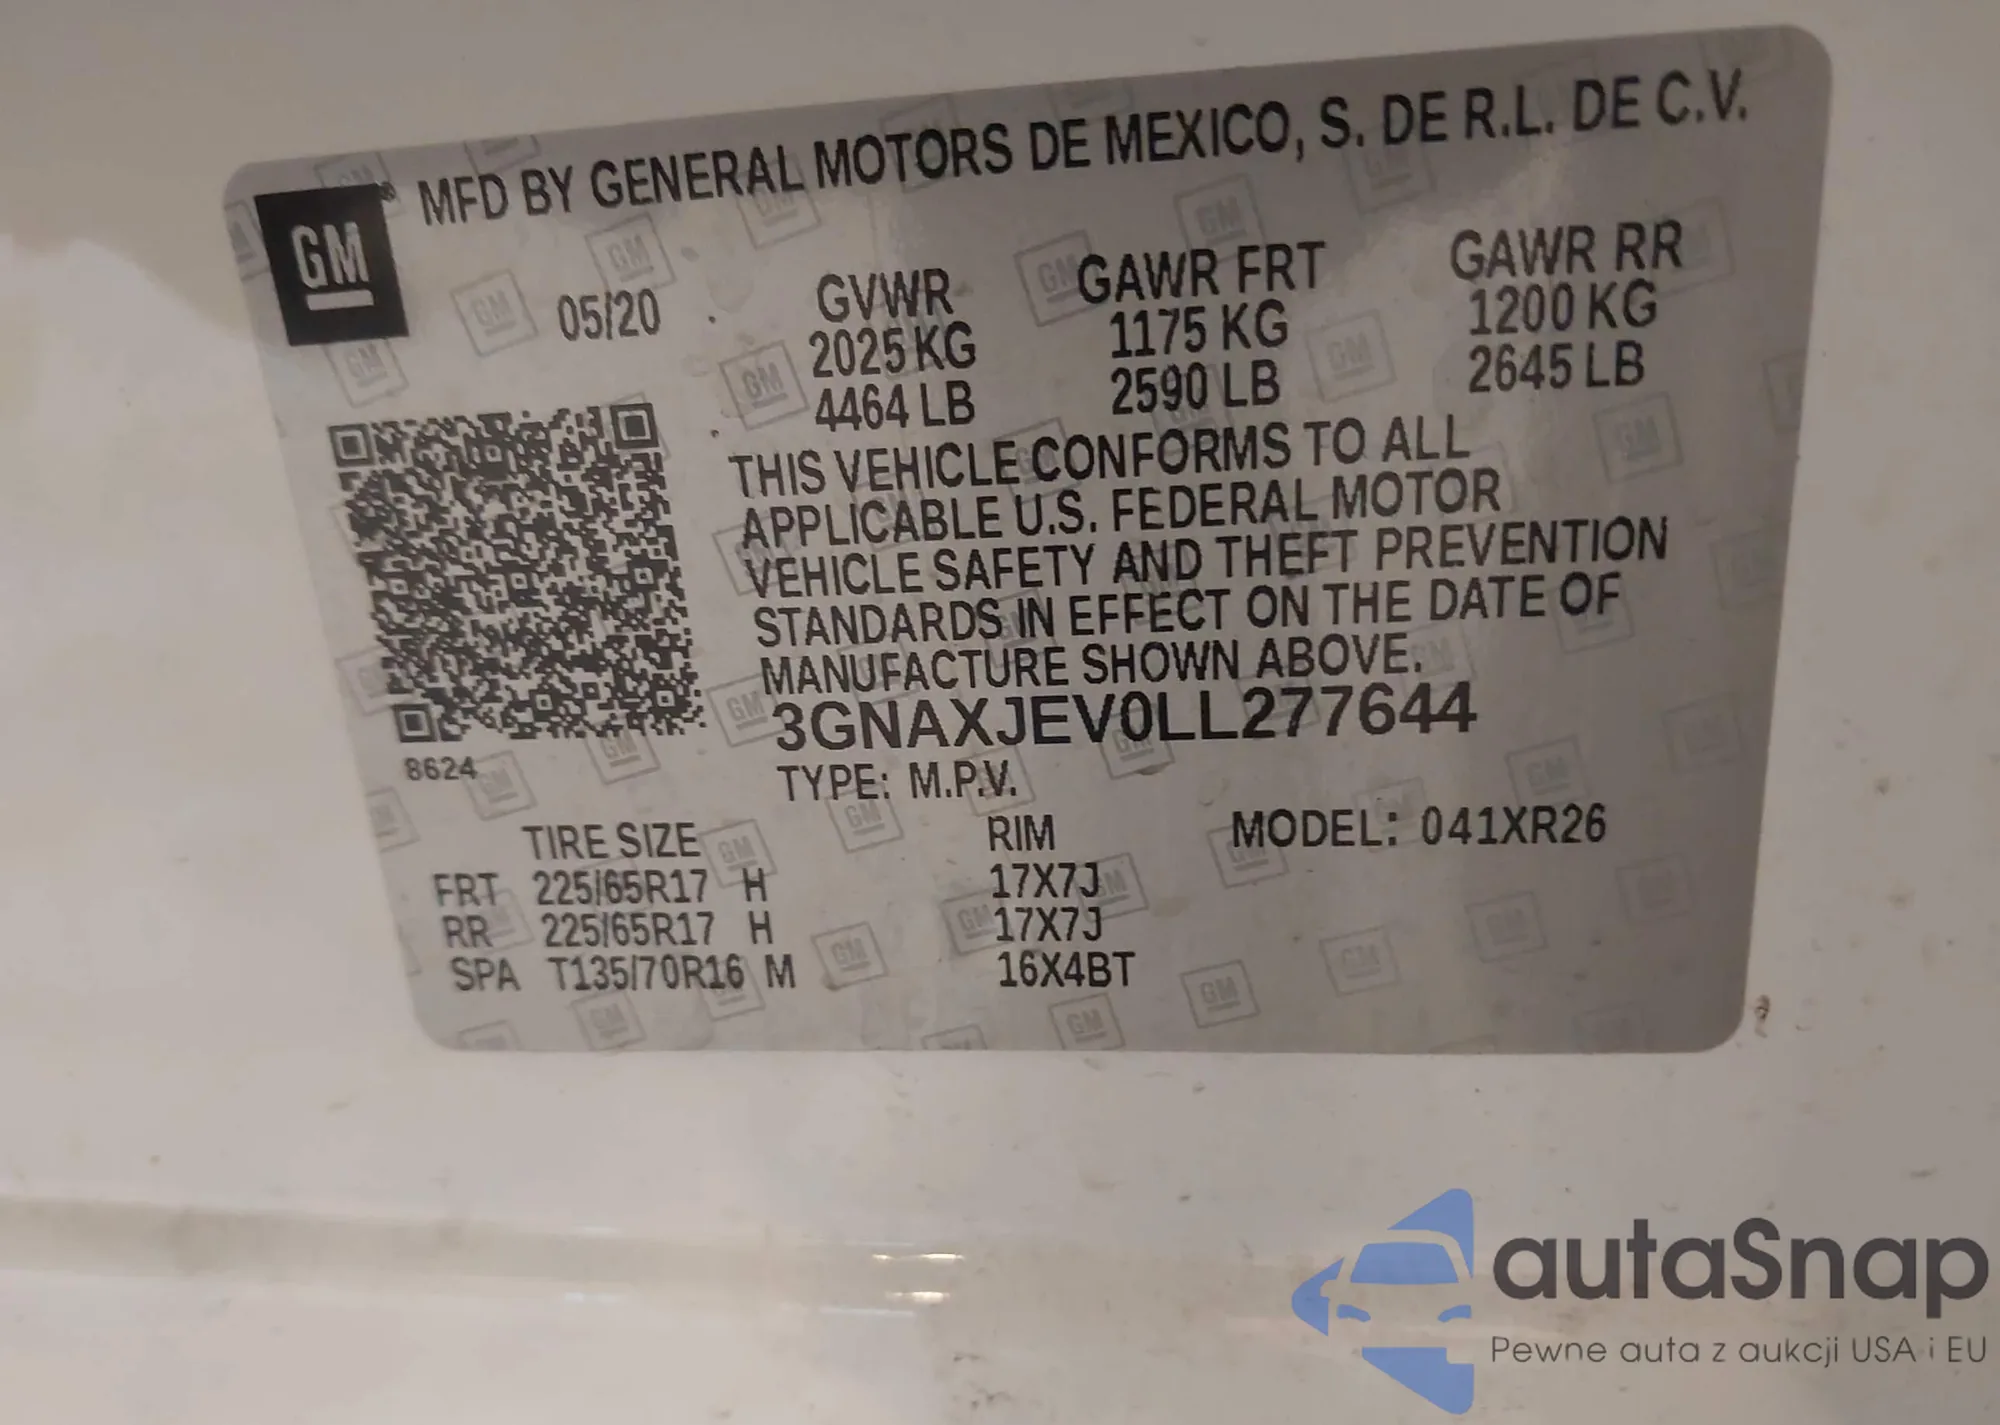 GM
MFD BY GENERAL MOTORS DE MEXICO, S. DE R.L. DE C.V.
05/20
GVWR GAWR FRT GAWR RR
2025 KG 1175 KG 1200 KG
4464 LB 2590 LB 2645 LB
THIS VEHICLE CONFORMS TO ALL
APPLICABLE U.S. FEDERAL MOTOR
VEHICLE SAFETY AND THEFT PREVENTION
STANDARDS IN EFFECT ON THE DATE OF
MANUFACTURE SHOWN ABOVE.
3GNAXJEV0LL277644
8624
TYPE: M.P.V.
TIRE SIZE RIM MODEL: 041XR26
FRT 225/65R17 H 17X7J
RR 225/65R17 H 17X7J
SPA T135/70R16 M 16X4BT
autaSnap
Pewne auta z aukcji USA i EU